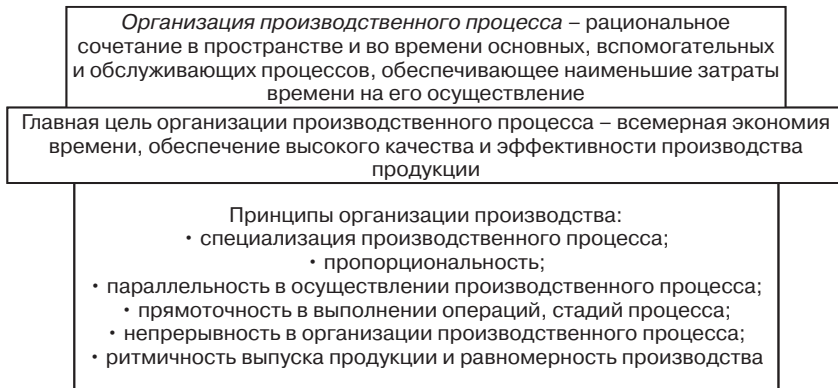 Организация производственного процесса – рациональное
сочетание в пространстве и во времени основных, вспомогательных
и обслуживающих процессов, обеспечивающее наименьшие затраты
времени на его осуществление
Главная цель организации производственного процесса – всемерная экономия
времени, обеспечение высокого качества и эффективности производства
продукции
Принципы организации производства:
• специализация производственного процесса;
• пропорциональность;
• параллельность в осуществлении производственного процесса;
• прямоточность в выполнении операций, стадий процесса;
• непрерывность в организации производственного процесса;
• ритмичность выпуска продукции и равномерность производства